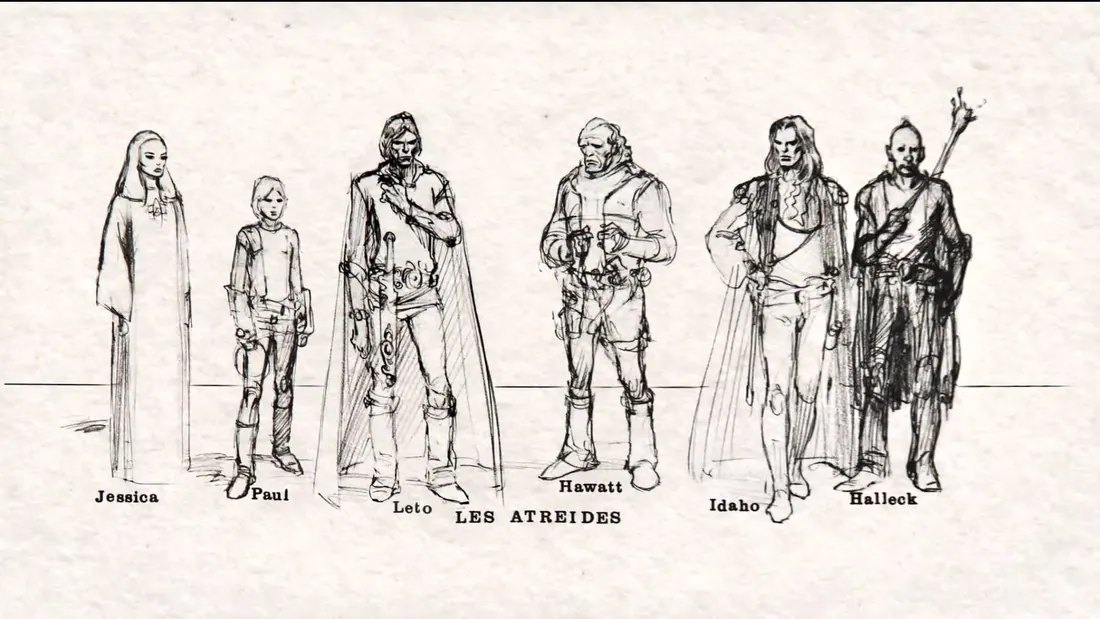 Jessica
Paul
Leto
Hawatt
Idaho
Halleck
LES ATREIDES